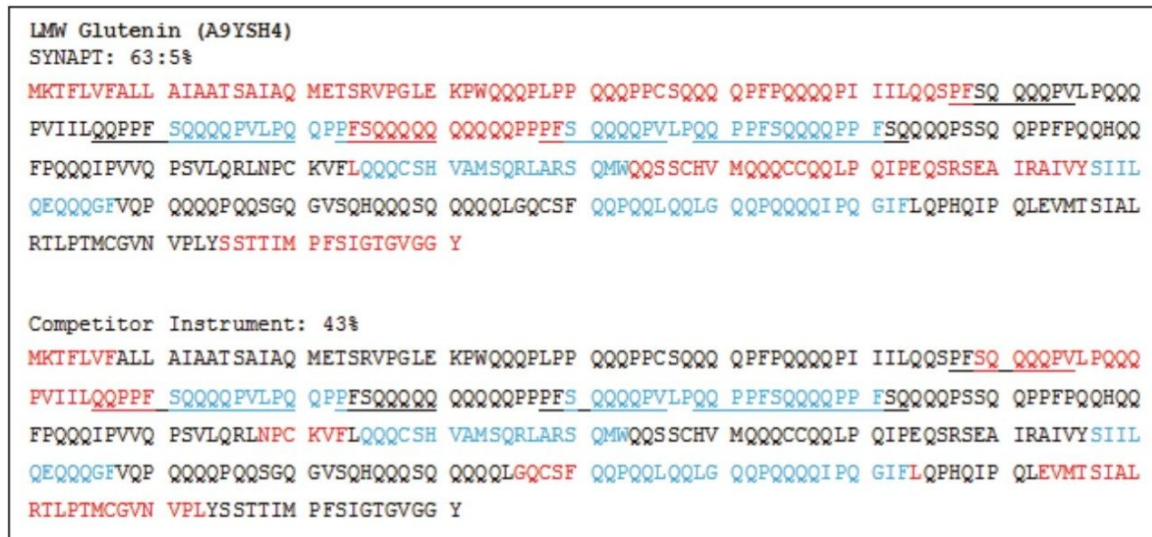 LMW Glutenin (A9YSH4)
SYNAPT: 63:5%
MKTFLVFALL AIAATSAIAQ METSRVPGLE KPWQQQPLPP QQQPPCSQQQ QPFPQQQQPI IILQQSPFSQ QQQPVLPQQQ
PVIILQQPPF SQQQQPVLPQ QPPFSQQQQQ QQQQQPPPFS QQQQPVLPQQ PPFSQQQQPP FSQQQQPSSQ QPPFPQQHQQ
FPQQQIPVVQ PSVLQRLNPC KVFLQQQCSH VAMSQRLARS QMWQQSSCHV MQQQCCQQLP QIPEQSRSEA IRAIVYSIIL
QEQQQGFVQP QQQQPQQSGQ GVSQHQQQSQ QQQQLGQCSF QQPQQLQQLG QQPQQQQIPQ GIFLQPHQIP QLEVMTSIAL
RTLPTMCGVN VPLYSSTTIM PFSIGTGVGG Y
Competitor Instrument: 43%
MKTFLVFALL AIAATSAIAQ METSRVPGLE KPWQQQPLPP QQQPPCSQQQ QPFPQQQQPI IILQQSPFSQ QQQPVLPQQQ
PVIILQQPPF SQQQQPVLPQ QPPFSQQQQQ QQQQQPPPFS QQQQPVLPQQ PPFSQQQQPP FSQQQQPSSQ QPPFPQQHQQ
FPQQQIPVVQ PSVLQRLNPC KVFLQQQCSH VAMSQRLARS QMWQQSSCHV MQQQCCQQLP QIPEQSRSEA IRAIVYSIIL
QEQQQGFVQP QQQQPQQSGQ GVSQHQQQSQ QQQQLGQCSF QQPQQLQQLG QQPQQQQIPQ GIFLQPHQIP QLEVMTSIAL
RTLPTMCGVN VPLYSSTTIM PFSIGTGVGG Y